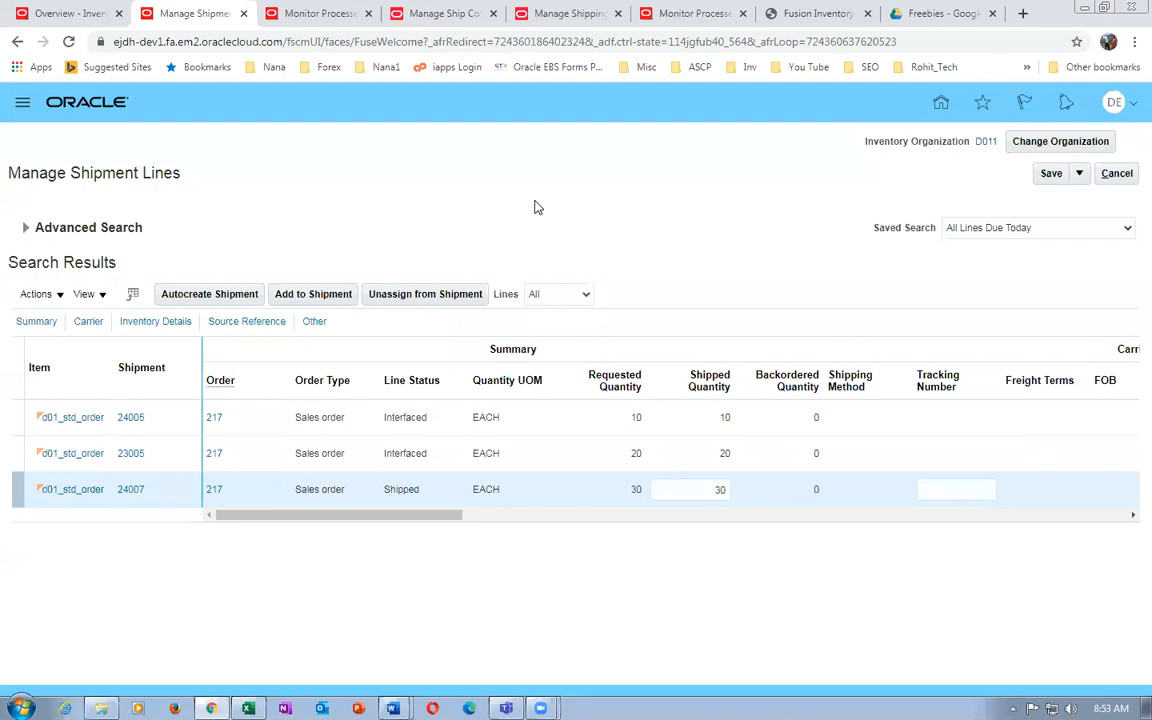 Overview - Inven
Manage Shipme
Monitor Processe
Manage Ship Co
Manage Shipping
Monitor Processe
Fusion Inventory
Freebies - Googl
ejdh-dev1.fa.em2.oraclecloud.com/fscmUI/faces/FuseWelcome?_afrRedirect=724360186402324&_adf.ctrl-state=114jgfub40_564&_afrLoop=724360637620523
Apps Suggested Sites Bookmarks Nana Forex Nana1 iapps Login Oracle EBS Forms P... Misc ASCP Inv You Tube SEO Rohit_Tech » Other bookmarks
ORACLE DE
Inventory Organization D011 Change Organization
Manage Shipment Lines Save Cancel
Advanced Search Saved Search All Lines Due Today
Search Results
Actions View Autocreate Shipment Add to Shipment Unassign from Shipment Lines All
Summary Carrier Inventory Details Source Reference Other
Summary Carri
Item Shipment Order Order Type Line Status Quantity UOM Requested Quantity Shipped Quantity Backordered Quantity Shipping Method Tracking Number Freight Terms FOB
d01_std_order 24005 217 Sales order Interfaced EACH 10 10 0
d01_std_order 23005 217 Sales order Interfaced EACH 20 20 0
d01_std_order 24007 217 Sales order Shipped EACH 30 30 0
8:53 AM